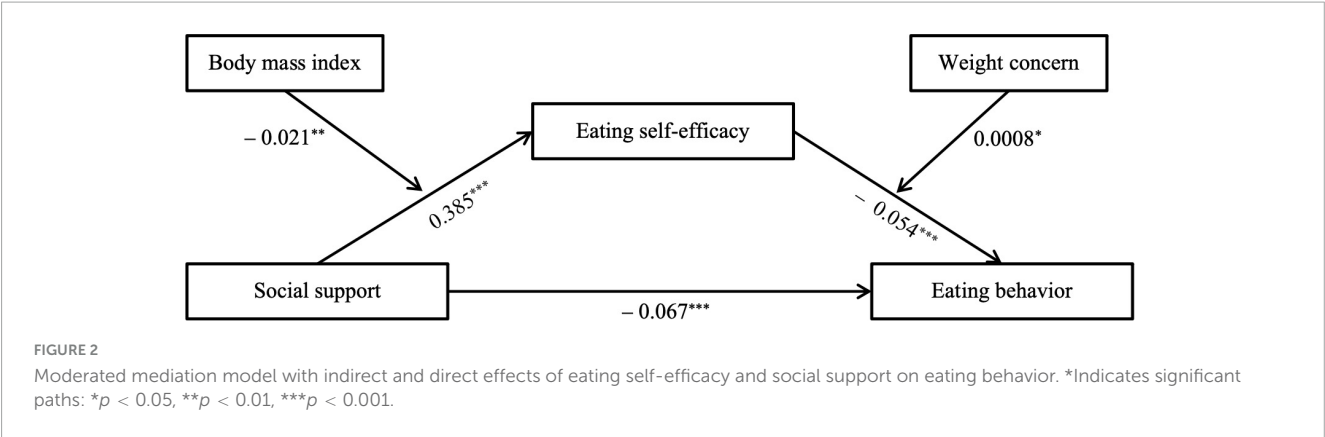 Body mass index
Weight concern
– 0.021**
Eating self-efficacy
0.0008*
0.385***
– 0.054***
Social support
Eating behavior
– 0.067***
FIGURE 2
Moderated mediation model with indirect and direct effects of eating self-efficacy and social support on eating behavior. *Indicates significant
paths: *p < 0.05, **p < 0.01, ***p < 0.001.